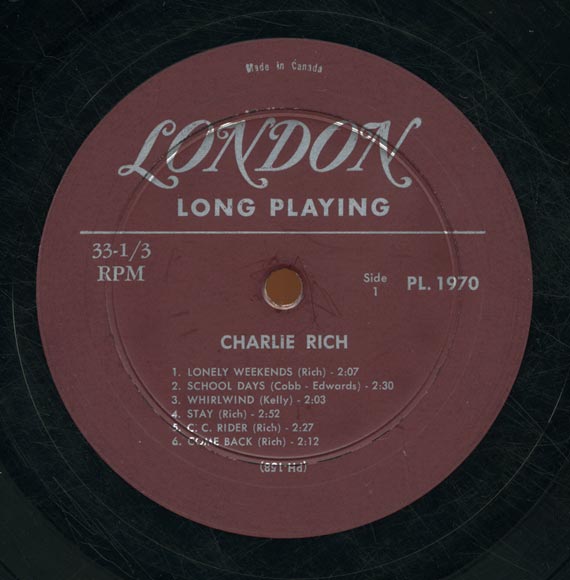 Made in Canada
LONDON
LONG PLAYING
33-1/3
RPM
Side
1
PL. 1970
CHARLiE RICH
1. LONELY WEEKENDS (Rich) - 2:07
2. SCHOOL DAYS (Cobb - Edwards) - 2:30
3. WHIRLWIND (Kelly) - 2:03
4. STAY (Rich) - 2:52
5. C. C. RIDER (Rich) - 2:27
6. COME BACK (Rich) - 2:12
(PH 158)